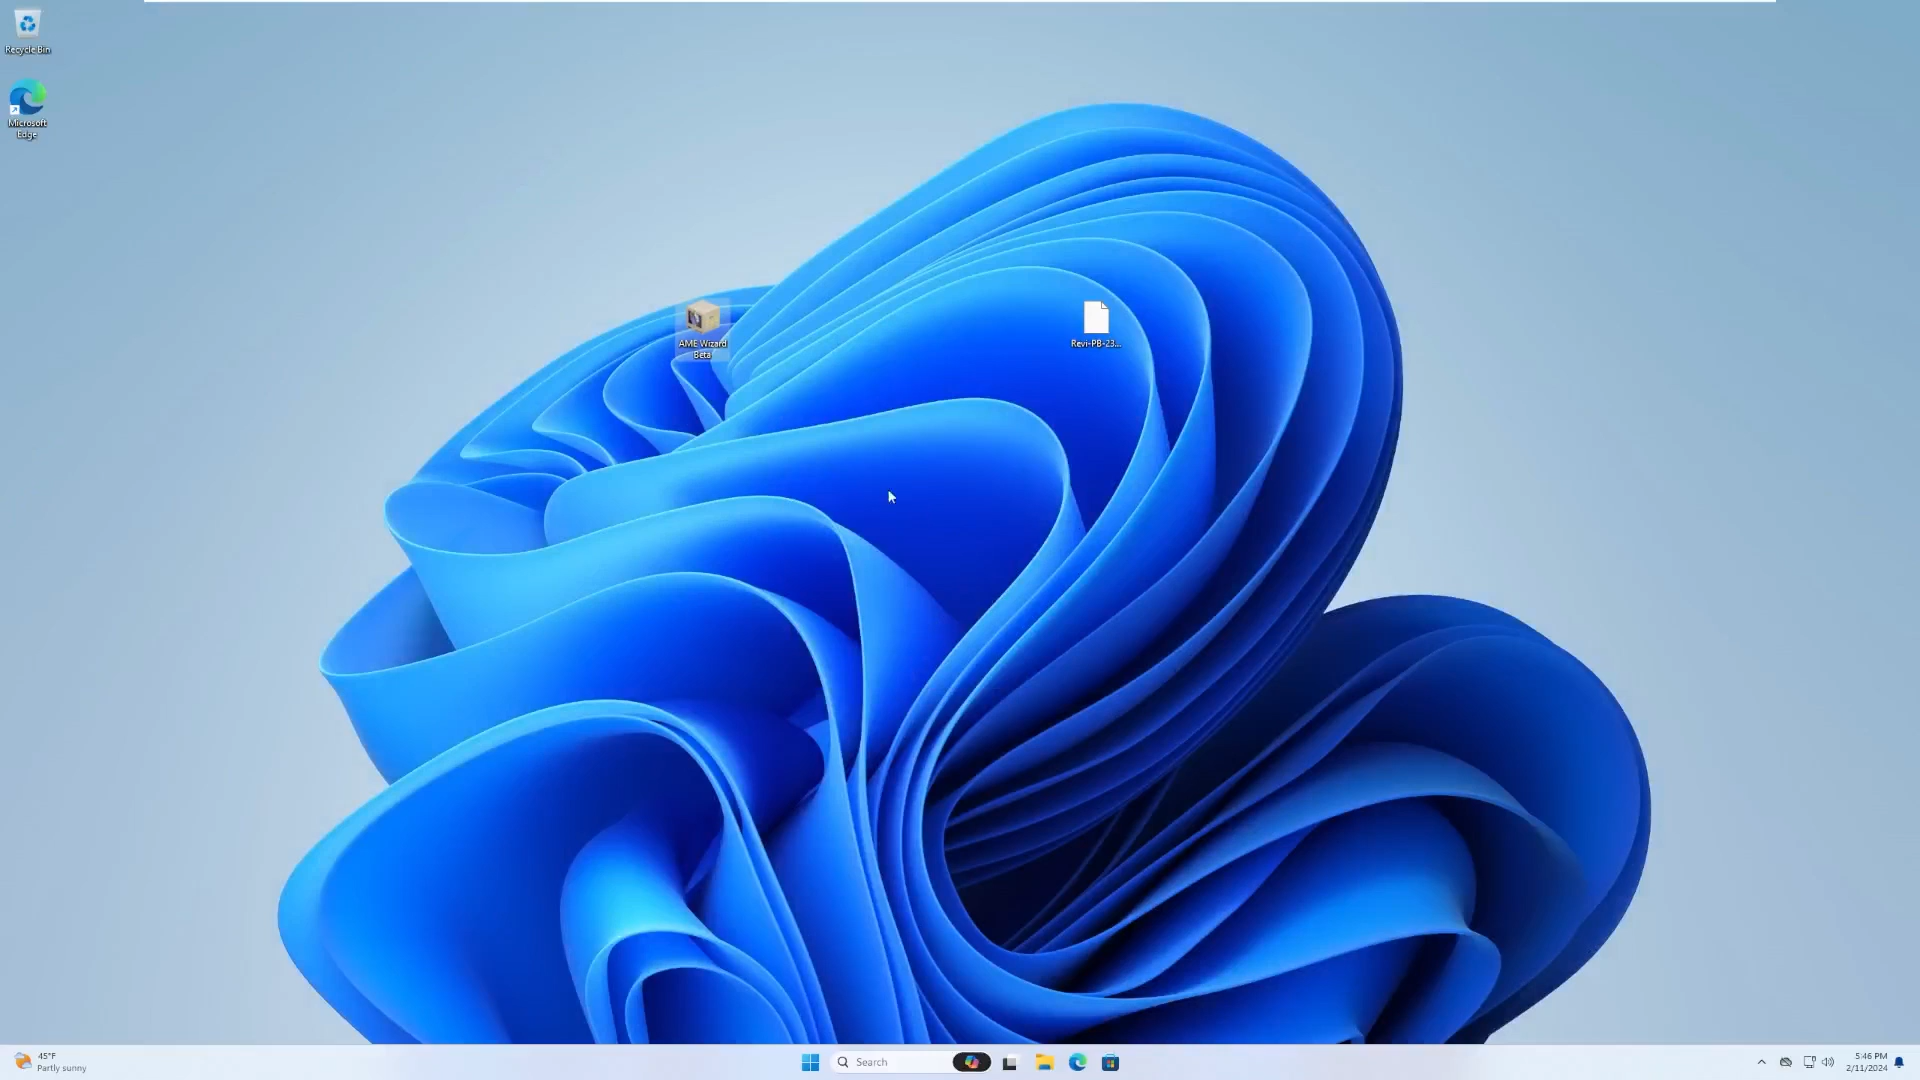 Recycle Bin
Microsoft
Edge
AME Wizard
Beta
Revi-PB-23...
45°F
Partly sunny
Search
5:46 PM
2/11/2024